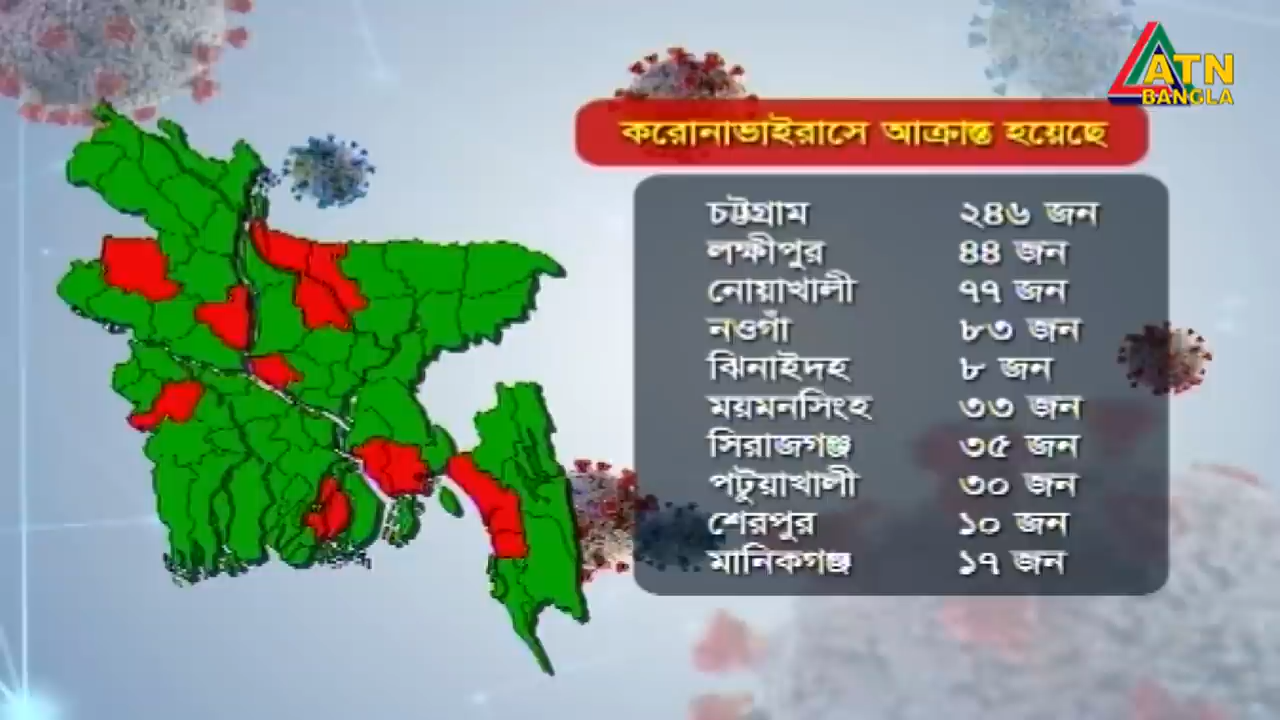 ATN
BANGLA
করোনাভাইরাসে আক্রান্ত হয়েছে
চট্টগ্রাম ২৪৬ জন
লক্ষীপুর ৪৪ জন
নোয়াখালী ৭৭ জন
নওগাঁ ৮৩ জন
ঝিনাইদহ ৮ জন
ময়মনসিংহ ৩৩ জন
সিরাজগঞ্জ ৩৫ জন
পটুয়াখালী ৩০ জন
শেরপুর ১০ জন
মানিকগঞ্জ ১৭ জন